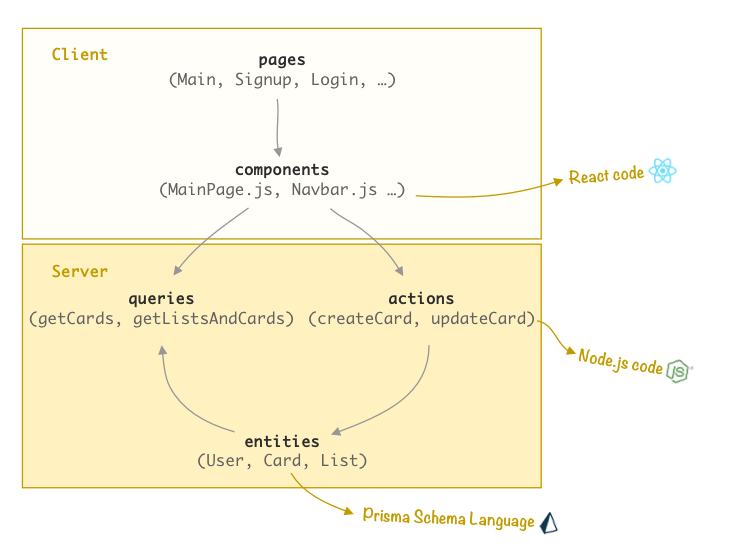 Client
pages
(Main, Signup, Login, …)
components
(MainPage.js, Navbar.js …)
React code
Server
queries
(getCards, getListsAndCards)
actions
(createCard, updateCard)
Node.js code
JS
entities
(User, Card, List)
Prisma Schema Language